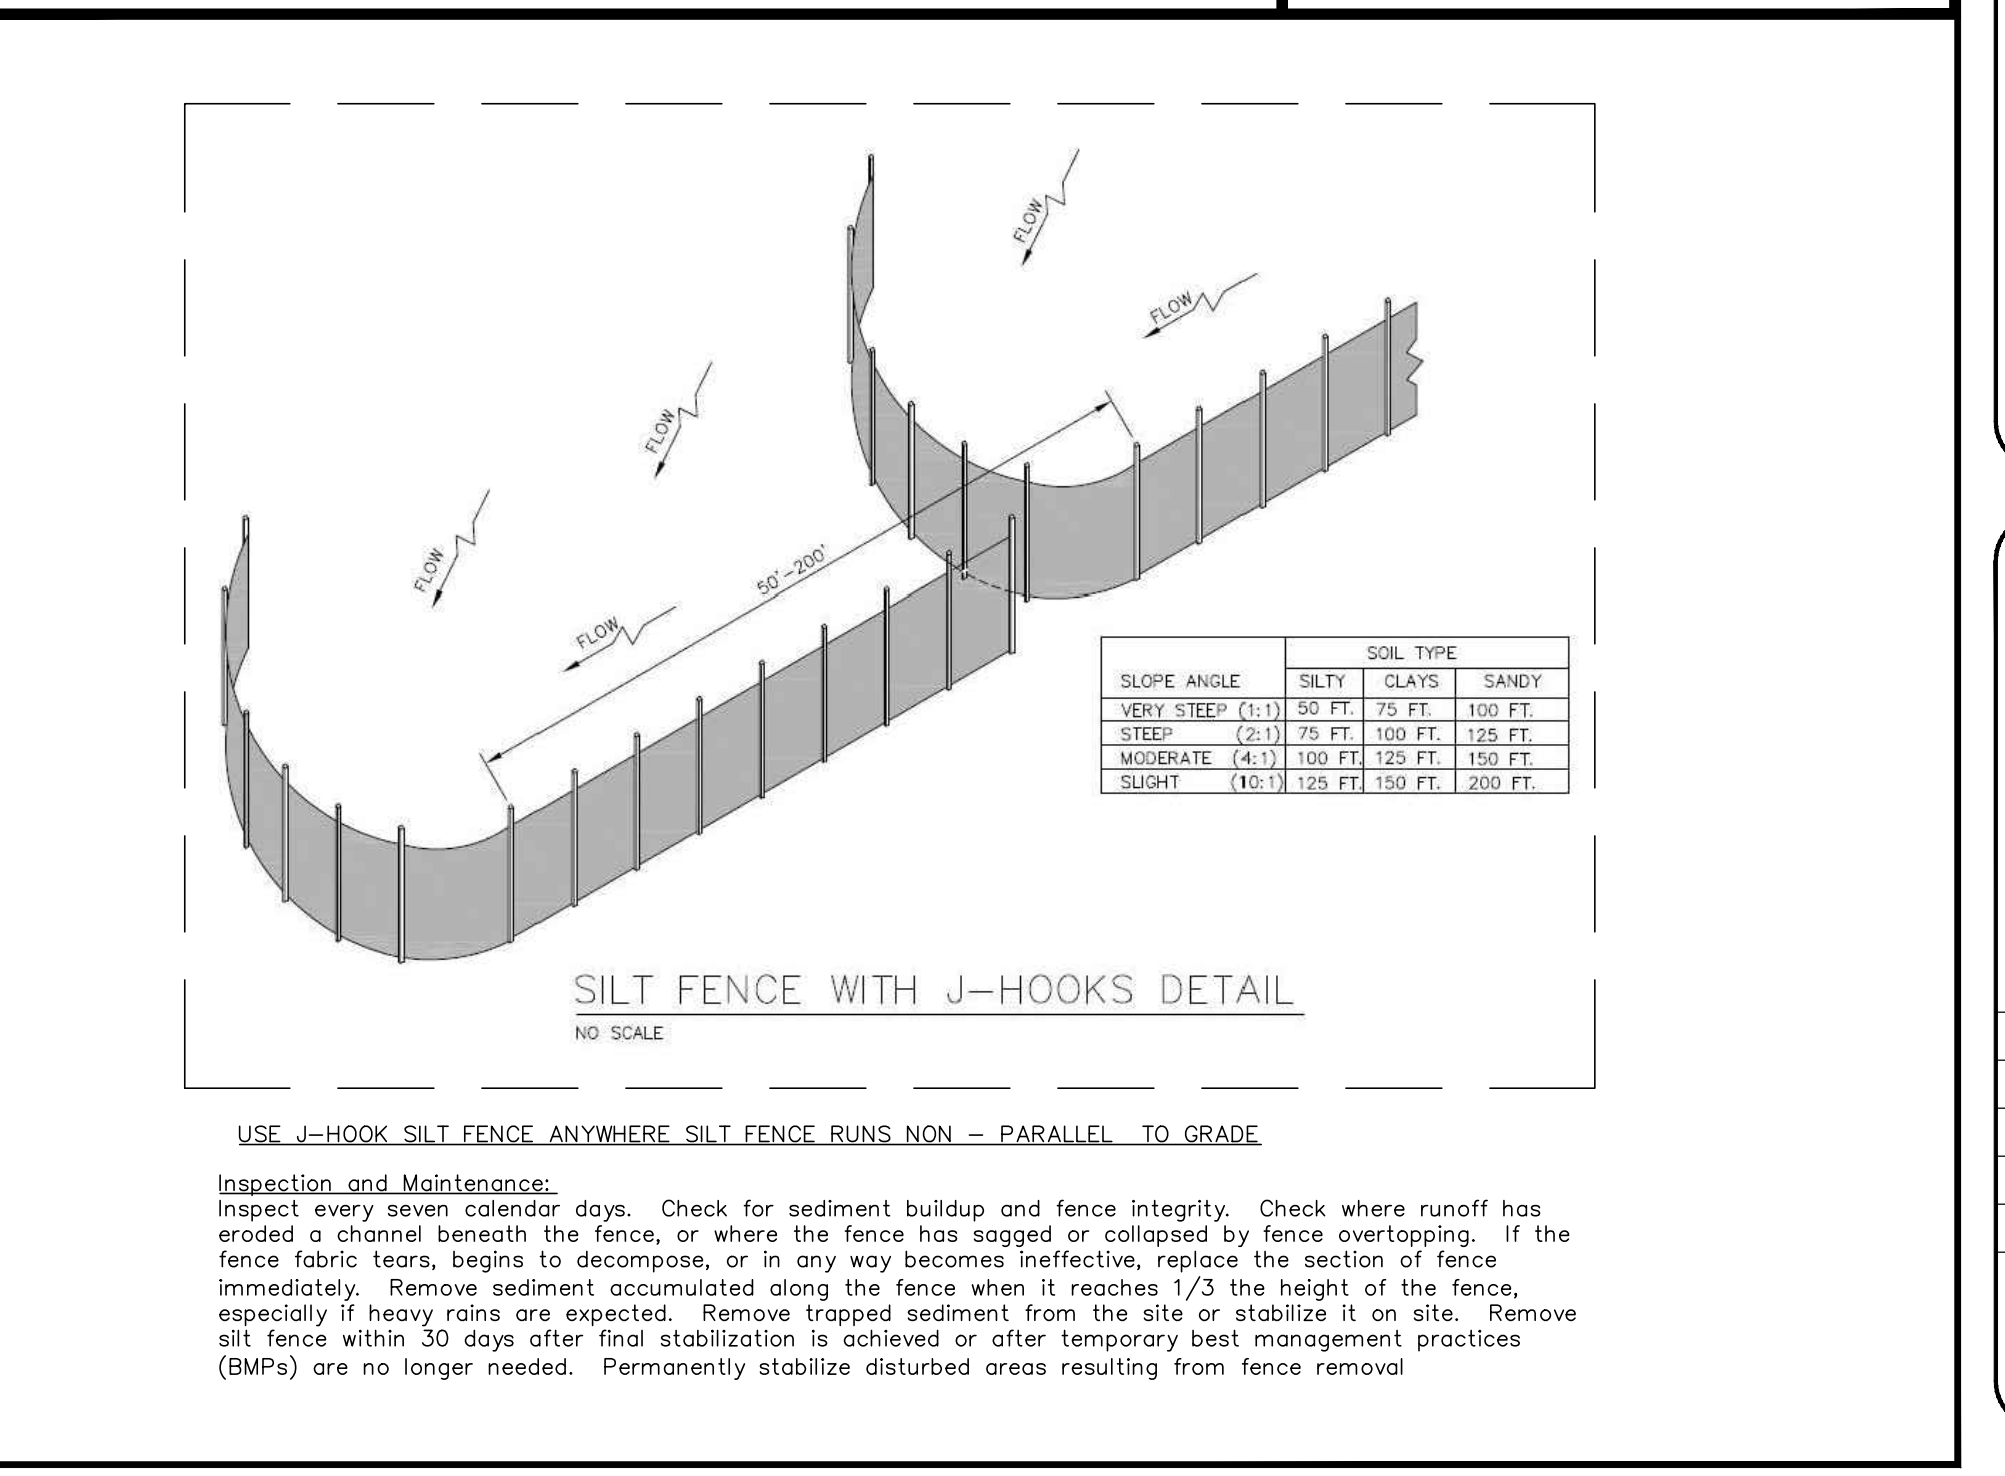 FLOW
FLOW
FLOW
FLOW
50'-200'
FLOW
SOIL TYPE
SLOPE ANGLE SILTY CLAYS SANDY
VERY STEEP (1:1) 50 FT. 75 FT. 100 FT.
STEEP (2:1) 75 FT. 100 FT. 125 FT.
MODERATE (4:1) 100 FT. 125 FT. 150 FT.
SLIGHT (10:1) 125 FT. 150 FT. 200 FT.
SILT FENCE WITH J-HOOKS DETAIL
NO SCALE
USE J-HOOK SILT FENCE ANYWHERE SILT FENCE RUNS NON - PARALLEL TO GRADE
Inspection and Maintenance:
Inspect every seven calendar days. Check for sediment buildup and fence integrity. Check where runoff has
eroded a channel beneath the fence, or where the fence has sagged or collapsed by fence overtopping. If the
fence fabric tears, begins to decompose, or in any way becomes ineffective, replace the section of fence
immediately. Remove sediment accumulated along the fence when it reaches 1/3 the height of the fence,
especially if heavy rains are expected. Remove trapped sediment from the site or stabilize it on site. Remove
silt fence within 30 days after final stabilization is achieved or after temporary best management practices
(BMPs) are no longer needed. Permanently stabilize disturbed areas resulting from fence removal